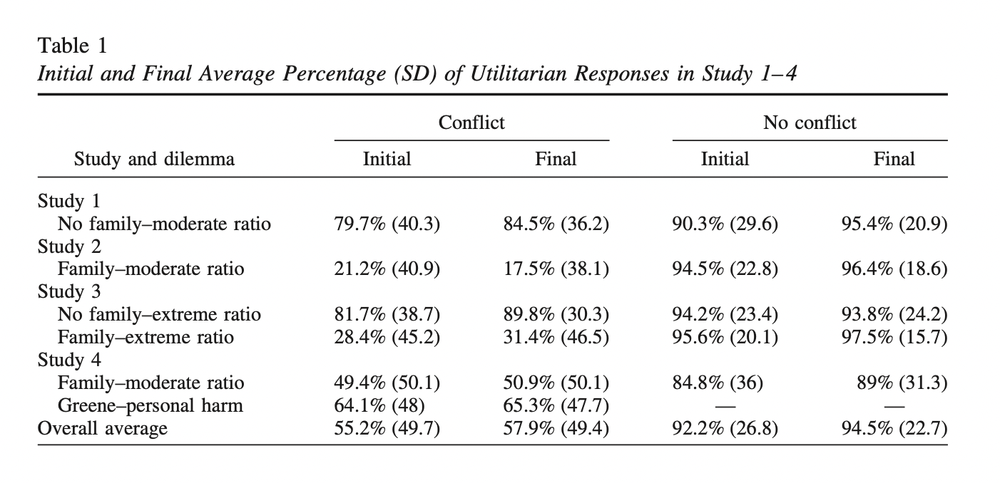 Table 1
Initial and Final Average Percentage (SD) of Utilitarian Responses in Study 1–4
Conflict No conflict
Study and dilemma Initial Final Initial Final
Study 1
No family–moderate ratio 79.7% (40.3) 84.5% (36.2) 90.3% (29.6) 95.4% (20.9)
Study 2
Family–moderate ratio 21.2% (40.9) 17.5% (38.1) 94.5% (22.8) 96.4% (18.6)
Study 3
No family–extreme ratio 81.7% (38.7) 89.8% (30.3) 94.2% (23.4) 93.8% (24.2)
Family–extreme ratio 28.4% (45.2) 31.4% (46.5) 95.6% (20.1) 97.5% (15.7)
Study 4
Family–moderate ratio 49.4% (50.1) 50.9% (50.1) 84.8% (36) 89% (31.3)
Greene–personal harm 64.1% (48) 65.3% (47.7) — —
Overall average 55.2% (49.7) 57.9% (49.4) 92.2% (26.8) 94.5% (22.7)